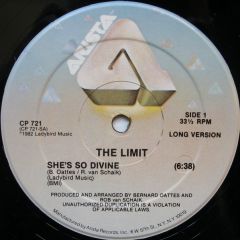 ARISTA
CP 721
(CP 721-SA)
℗1982 Ladybird Music
SIDE 1
33⅓ RPM
LONG VERSION
THE LIMIT
SHE'S SO DIVINE (6:38)
(B. Oattes / R. van Schaik)
(Ladybird Music)
(BMI)
PRODUCED AND ARRANGED BY BERNARD OATTES AND
ROB van SCHAIK
UNAUTHORIZED DUPLICATION IS A VIOLATION
OF APPLICABLE LAWS.